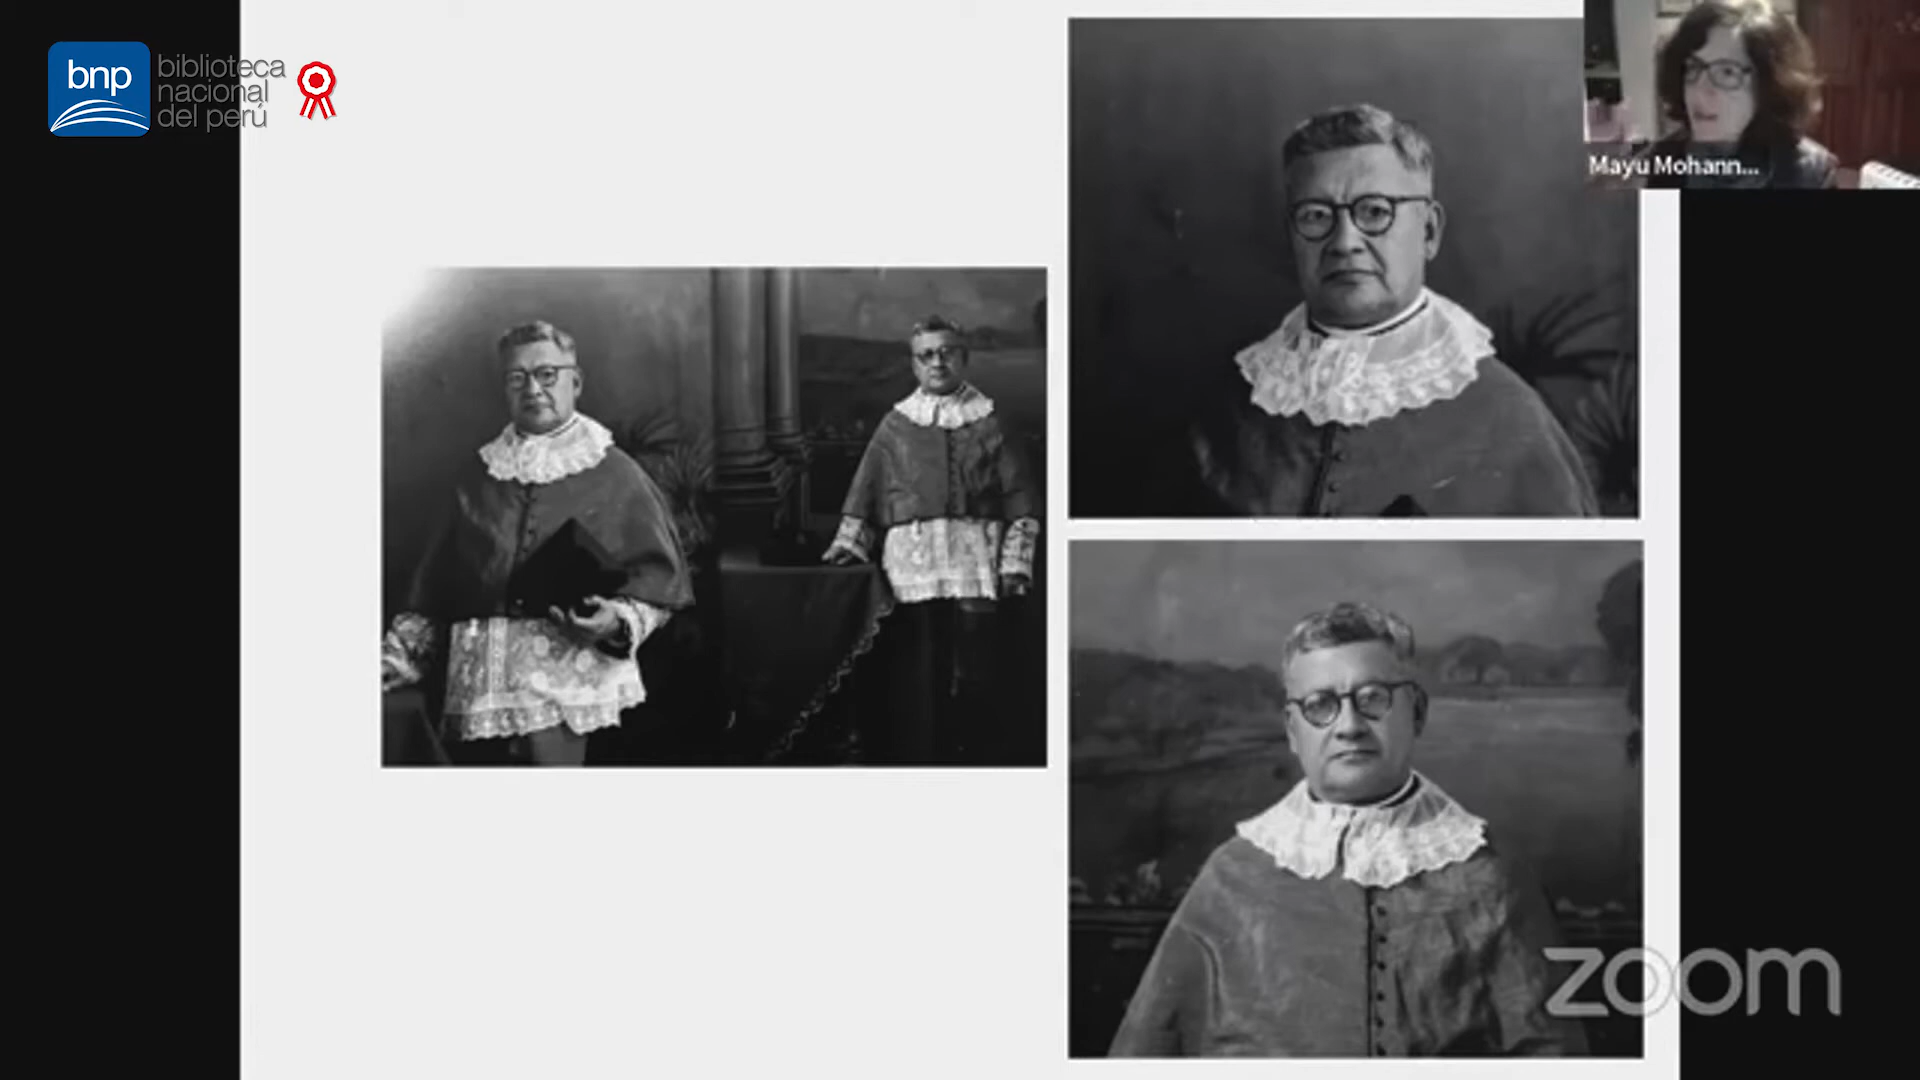 bnp
biblioteca
nacional
del perú
Mayu Mohann...
zoom